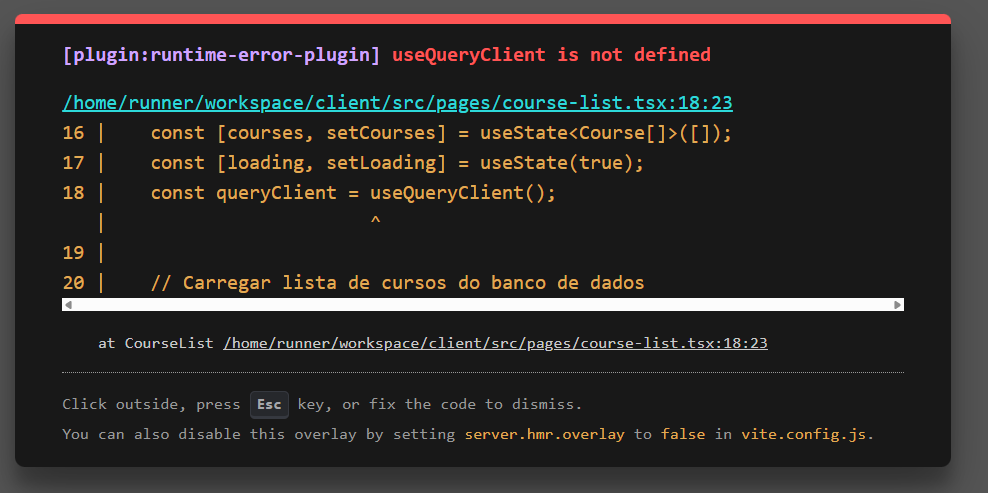 [plugin:runtime-error-plugin] useQueryClient is not defined
/home/runner/workspace/client/src/pages/course-list.tsx:18:23
16 |    const [courses, setCourses] = useState<Course[]>([]);
17 |    const [loading, setLoading] = useState(true);
18 |    const queryClient = useQueryClient();
   |                        ^
19 |
20 |    // Carregar lista de cursos do banco de dados
at CourseList /home/runner/workspace/client/src/pages/course-list.tsx:18:23
Click outside, press Esc key, or fix the code to dismiss.
You can also disable this overlay by setting server.hmr.overlay to false in vite.config.js.